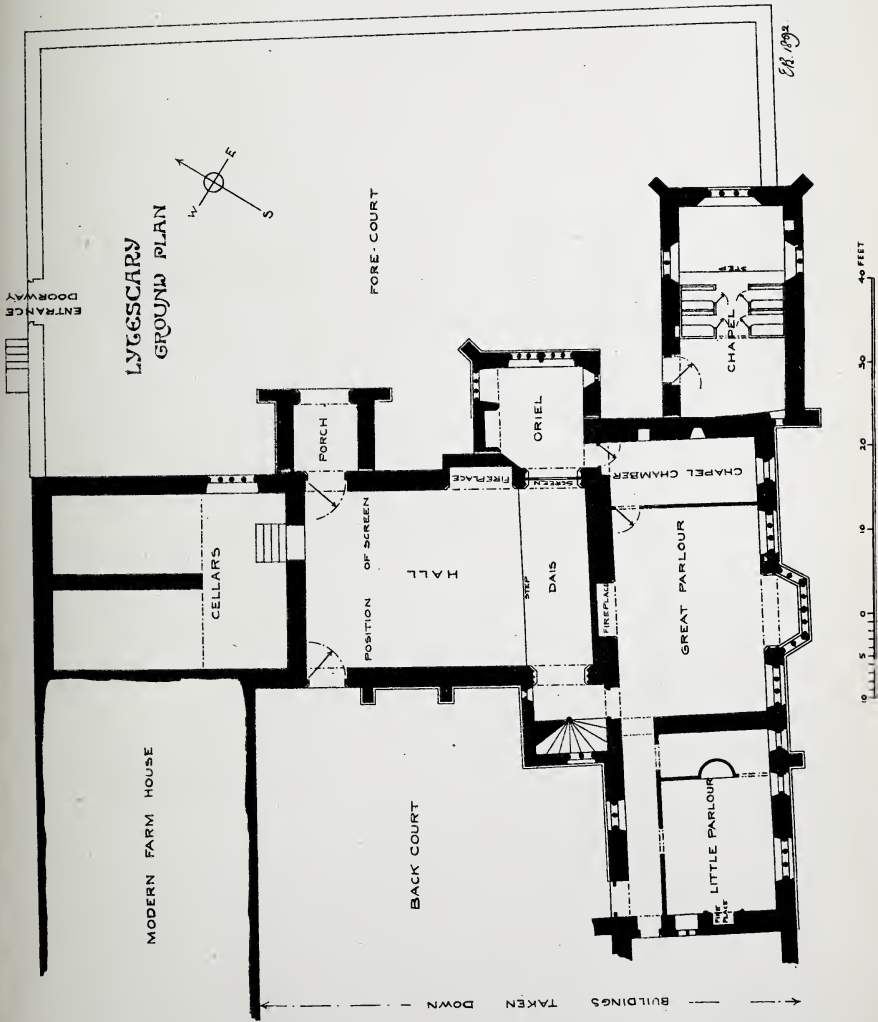 E.B. 1892
ENTRANCE
DOORWAY
LYTESCARY
GROUND PLAN
W
E
S
FORE-COURT
PORCH
CELLARS
POSITION OF SCREEN
HALL
FIREPLACE
SCREEN
ORIEL
STEP
DAIS
STEP
CHAPEL
CHAPEL CHAMBER
FIREPLACE
GREAT PARLOUR
MODERN FARM HOUSE
BACK COURT
LITTLE PARLOUR
FIRE
PLACE
BUILDINGS TAKEN DOWN
10 5 0 10 20 30 40 FEET